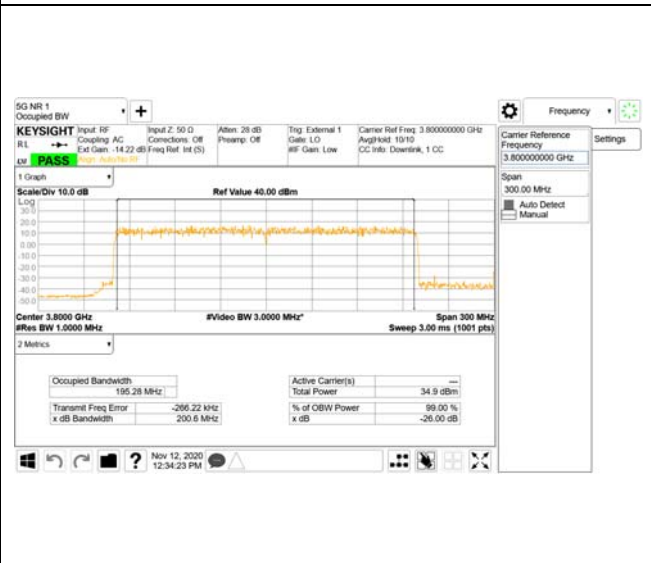 5G NR 1
Occupied BW
Frequency
KEYSIGHT
Input: RF
Input Z: 50 Ω
Atten: 28 dB
Trig: External 1
Carrier Ref Freq: 3.800000000 GHz
R L
Coupling: AC
Corrections: Off
Preamp: Off
Gate: LO
Avg|Hold: 10/10
Ext Gain: -14.22 dB
Freq Ref: Int (S)
#IF Gain: Low
CC Info: Downlink, 1 CC
PASS
Align: Auto/No RF
Carrier Reference
Frequency
3.800000000 GHz
Settings
Span
300.00 MHz
Auto Detect
Manual
1 Graph
Scale/Div 10.0 dB
Ref Value 40.00 dBm
Log
30.0
20.0
10.0
0.00
-10.0
-20.0
-30.0
-40.0
-50.0
Center 3.8000 GHz
#Video BW 3.0000 MHz*
Span 300 MHz
#Res BW 1.0000 MHz
Sweep 3.00 ms (1001 pts)
2 Metrics
Occupied Bandwidth
195.28 MHz
Active Carrier(s)
---
Total Power
34.9 dBm
Transmit Freq Error
-266.22 kHz
% of OBW Power
99.00 %
x dB Bandwidth
200.6 MHz
x dB
-26.00 dB
Nov 12, 2020
12:34:23 PM